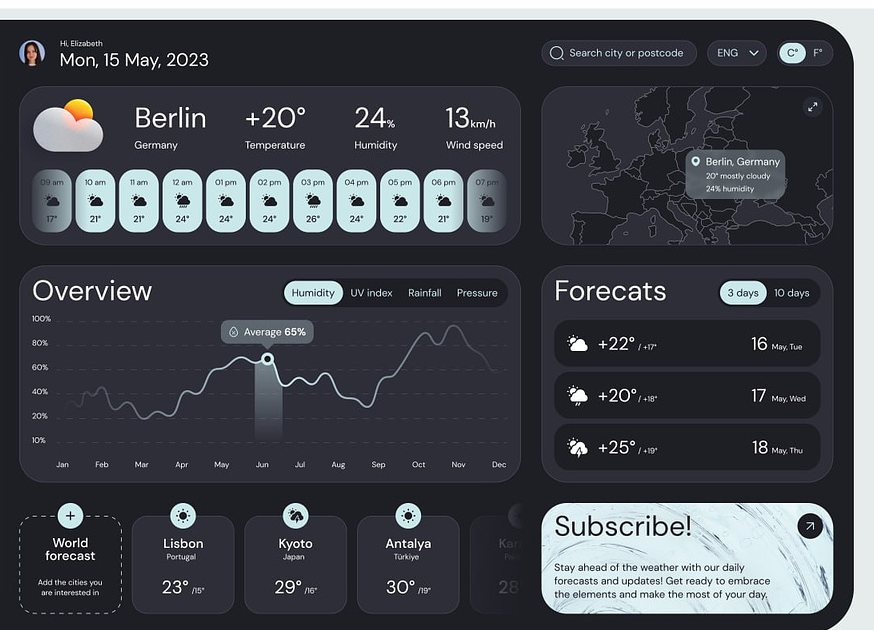 Hi, Elizabeth
Mon, 15 May, 2023
Search city or postcode
ENG
C° F°
Berlin
Germany
+20°
Temperature
24%
Humidity
13km/h
Wind speed
09 am 10 am 11 am 12 am 01 pm 02 pm 03 pm 04 pm 05 pm 06 pm 07 pm
17° 21° 21° 24° 24° 24° 26° 24° 22° 21° 19°
Berlin, Germany
20° mostly cloudy
24% humidity
Overview
Humidity UV index Rainfall Pressure
100%
80%
60%
40%
20%
10%
Average 65%
Jan Feb Mar Apr May Jun Jul Aug Sep Oct Nov Dec
Forecats
3 days 10 days
+22° / +17° 16 May, Tue
+20° / +18° 17 May, Wed
+25° / +19° 18 May, Thu
World
forecast
Add the cities you
are interested in
Lisbon
Portugal
23° /15°
Kyoto
Japan
29° /16°
Antalya
Türkiye
30° /19°
28°
Subscribe!
Stay ahead of the weather with our daily
forecasts and updates! Get ready to embrace
the elements and make the most of your day.